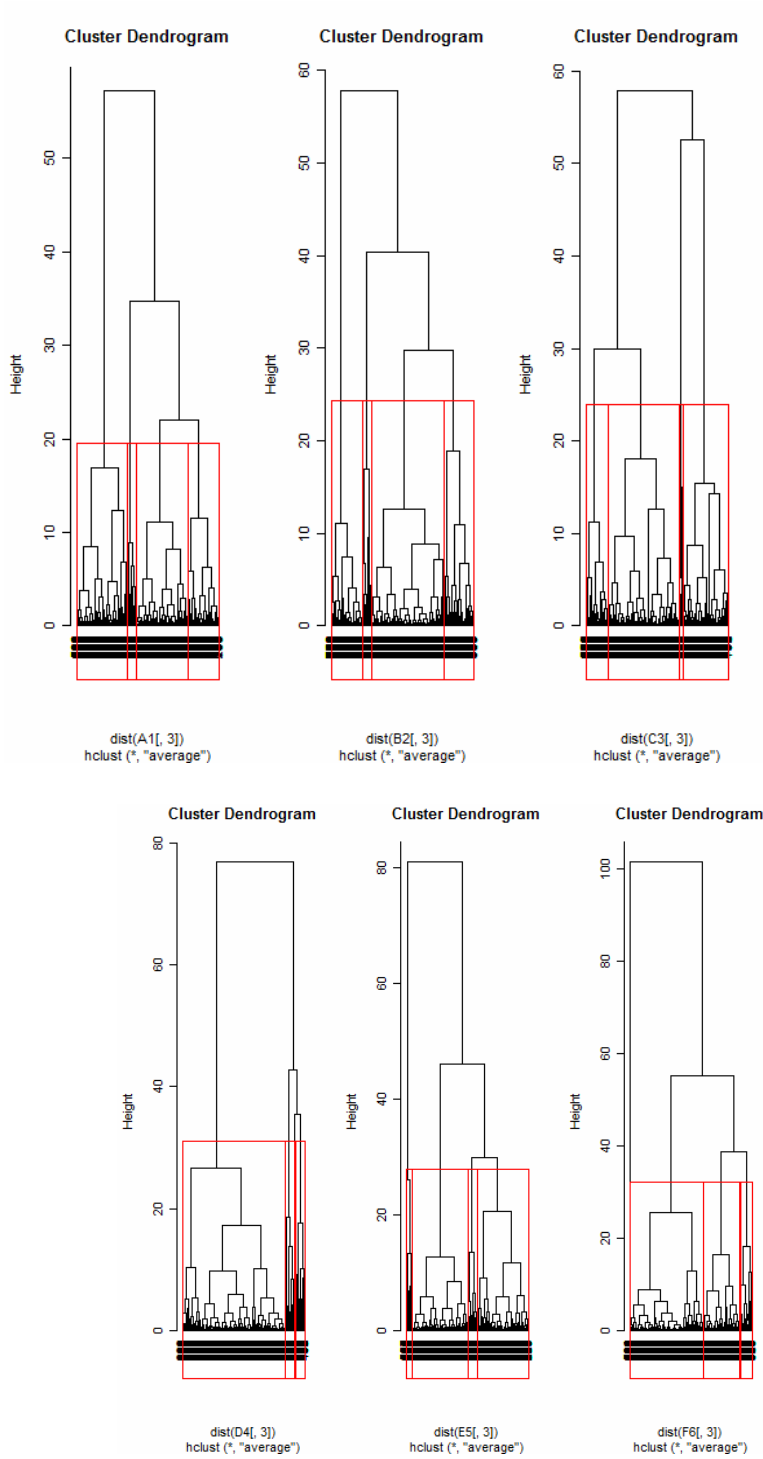 Cluster Dendrogram Cluster Dendrogram Cluster Dendrogram
Height
0 10 20 30 40 50
Height
0 10 20 30 40 50 60
Height
0 10 20 30 40 50 60
dist(A1[, 3]) dist(B2[, 3]) dist(C3[, 3])
hclust (*, "average") hclust (*, "average") hclust (*, "average")
Cluster Dendrogram Cluster Dendrogram Cluster Dendrogram
Height
0 20 40 60 80
Height
0 20 40 60 80
Height
0 20 40 60 80 100
dist(D4[, 3]) dist(E5[, 3]) dist(F6[, 3])
hclust (*, "average") hclust (*, "average") hclust (*, "average")